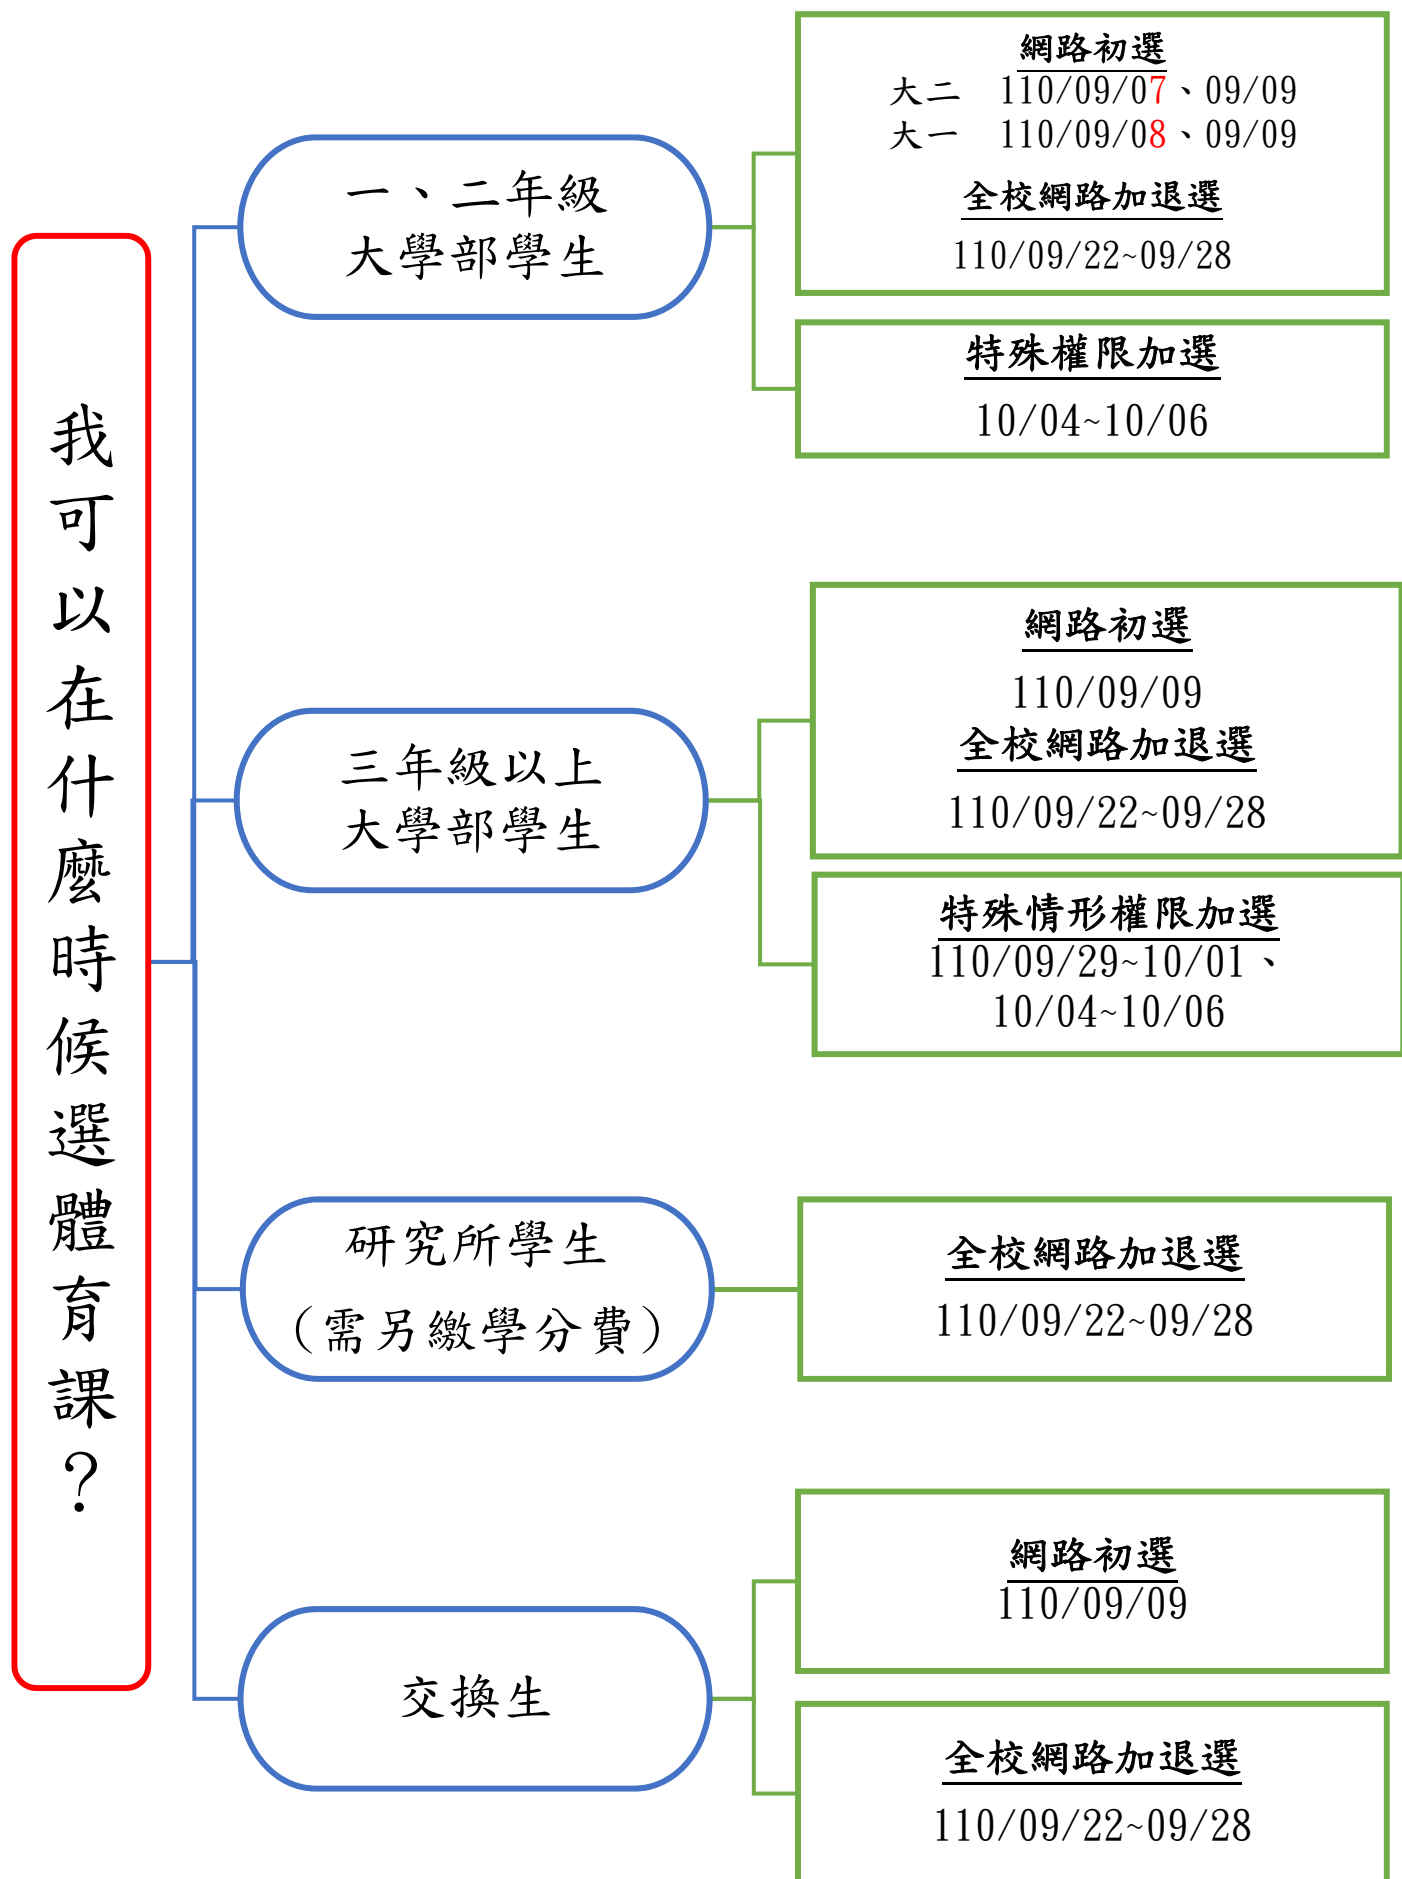 我可以在什麼時候選體育課？
一、二年級
大學部學生
網路初選
大二 110/09/07、09/09
大一 110/09/08、09/09
全校網路加退選
110/09/22~09/28
特殊權限加選
10/04~10/06
三年級以上
大學部學生
網路初選
110/09/09
全校網路加退選
110/09/22~09/28
特殊情形權限加選
110/09/29~10/01、
10/04~10/06
研究所學生
(需另繳學分費)
全校網路加退選
110/09/22~09/28
交換生
網路初選
110/09/09
全校網路加退選
110/09/22~09/28